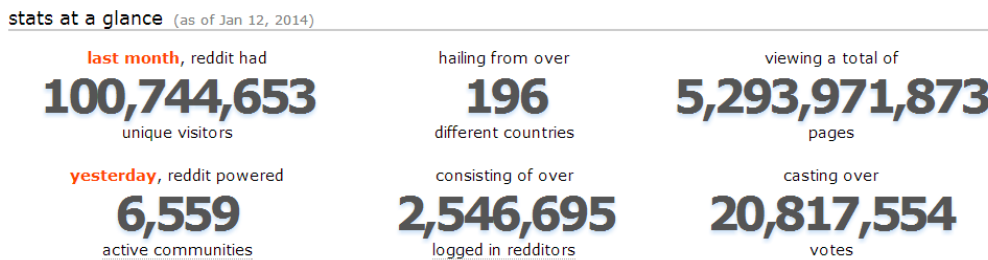 stats at a glance (as of Jan 12, 2014)
last month, reddit had
100,744,653
unique visitors
hailing from over
196
different countries
viewing a total of
5,293,971,873
pages
yesterday, reddit powered
6,559
active communities
consisting of over
2,546,695
logged in redditors
casting over
20,817,554
votes